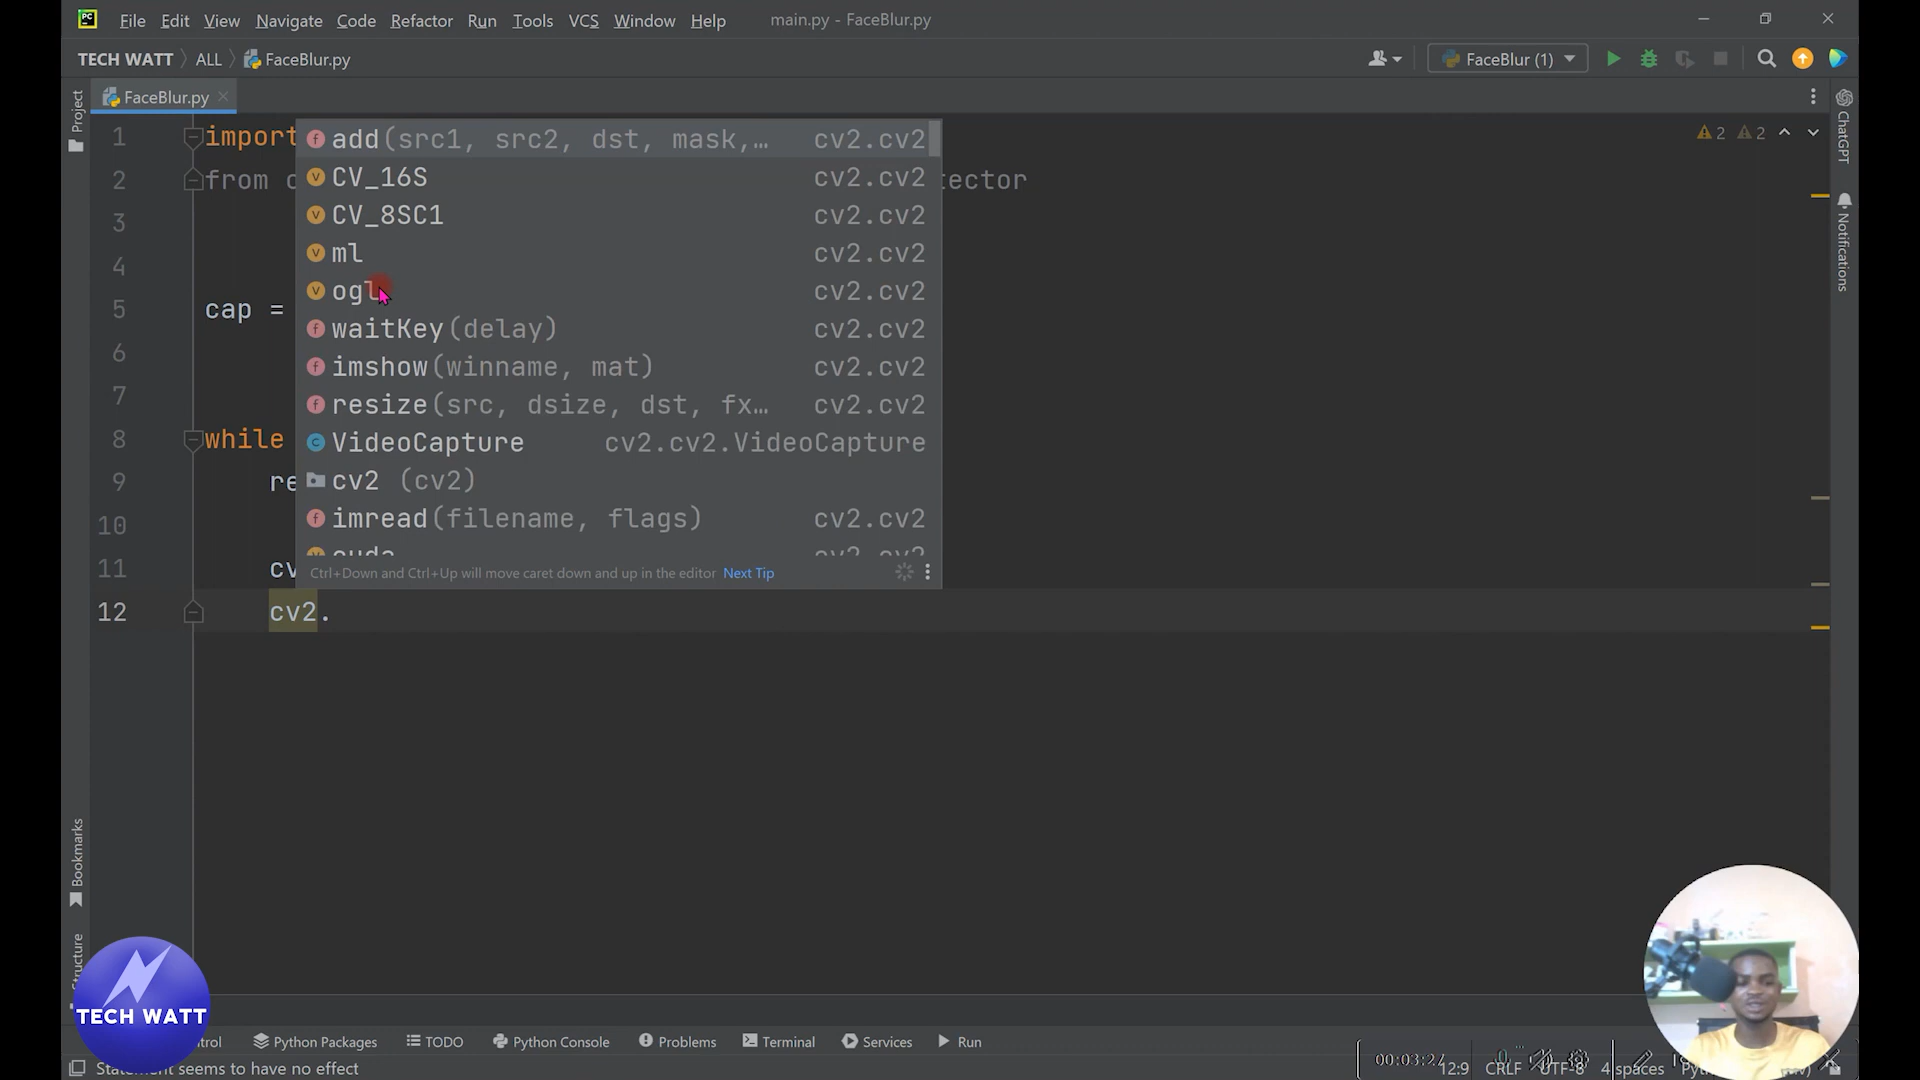 File Edit View Navigate Code Refactor Run Tools VCS Window Help main.py - FaceBlur.py
TECH WATT ALL FaceBlur.py FaceBlur (1)
Project FaceBlur.py
ChatGPT
Notifications
2 2
1 import
2 from c tector
3
4
5 cap =
6
7
8 while
9 re
10
11 cv
12 cv2.
add(src1, src2, dst, mask,… cv2.cv2
CV_16S cv2.cv2
CV_8SC1 cv2.cv2
ml cv2.cv2
ogl cv2.cv2
waitKey(delay) cv2.cv2
imshow(winname, mat) cv2.cv2
resize(src, dsize, dst, fx… cv2.cv2
VideoCapture cv2.cv2.VideoCapture
cv2 (cv2)
imread(filename, flags) cv2.cv2
cuda cv2.cv2
Ctrl+Down and Ctrl+Up will move caret down and up in the editor Next Tip
Bookmarks
Structure
TECH WATT
trol Python Packages TODO Python Console Problems Terminal Services Run
seems to have no effect
00:03:27 12:9 CRLF UTF-8 4 spaces